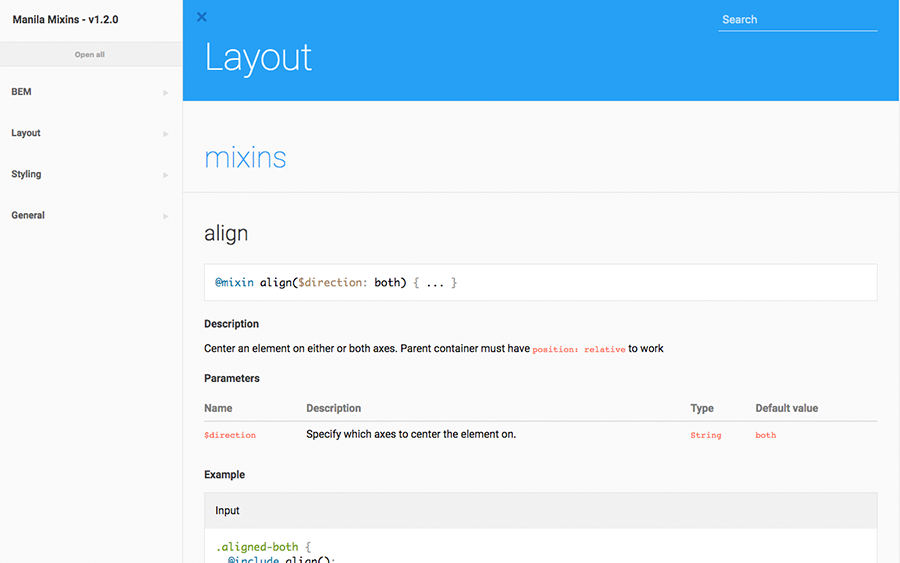 Manila Mixins - v1.2.0
Open all
BEM
Layout
Styling
General
Search
Layout
mixins
align
@mixin align($direction: both) { ... }
Description
Center an element on either or both axes. Parent container must have position: relative to work
Parameters
Name Description Type Default value
$direction Specify which axes to center the element on. String both
Example
Input
.aligned-both {
@include align();